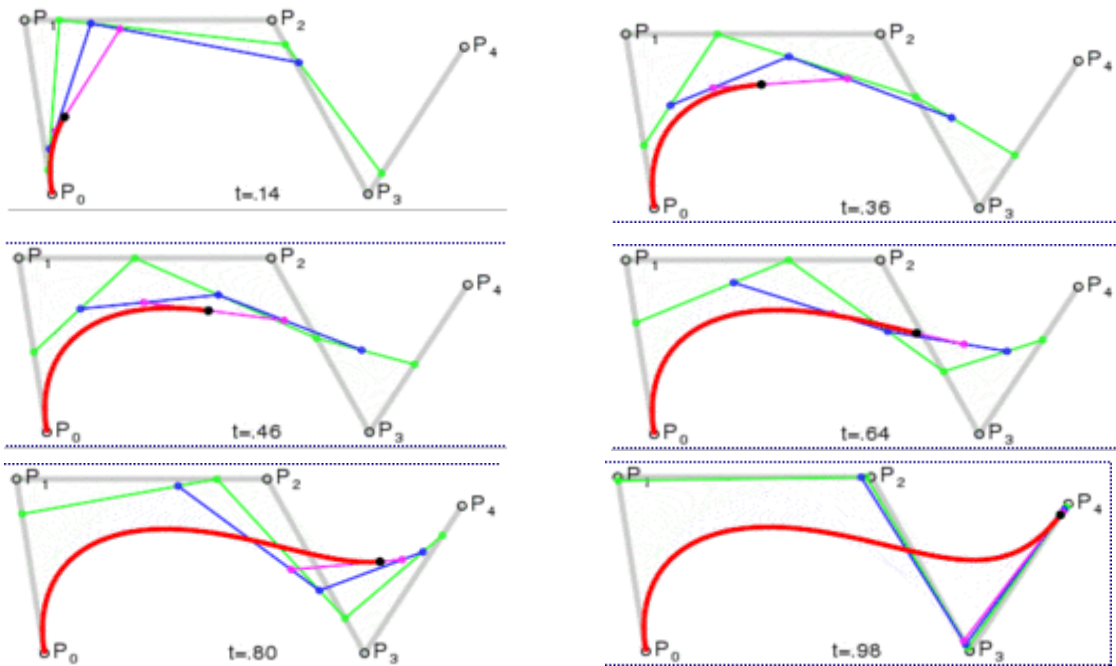 P1 P2 P4
P0 t=.14 P3
P1 P2 P4
P0 t=.36 P3
P1 P2 P4
P0 t=.46 P3
P1 P2 P4
P0 t=.64 P3
P1 P2 P4
P0 t=.80 P3
P1 P2 P4
P0 t=.98 P3